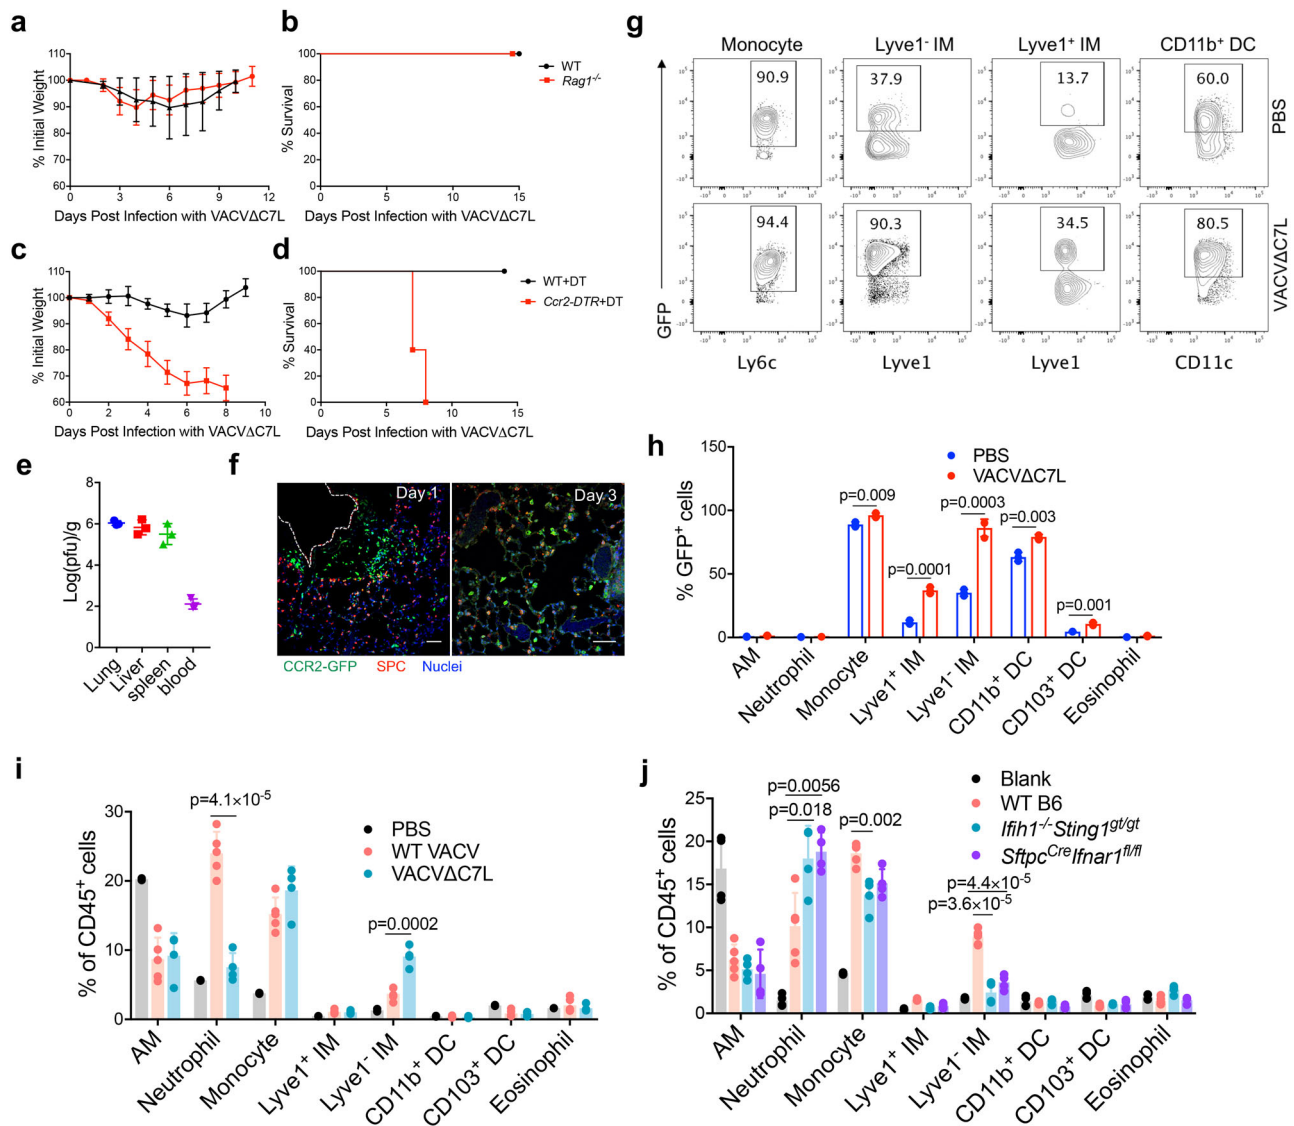 a
110
100
90
80
70
60
% Initial Weight
0 3 6 9 12
Days Post Infection with VACVΔC7L
b
100
80
60
40
20
0
% Survival
0 5 10 15
Days Post Infection with VACVΔC7L
WT
Rag1-/-
c
110
100
90
80
70
60
% Initial Weight
0 2 4 6 8 10
Days Post Infection with VACVΔC7L
d
100
80
60
40
20
0
% Survival
0 5 10 15
Days Post Infection with VACVΔC7L
WT+DT
Ccr2-DTR+DT
e
8
6
4
2
0
Log(pfu)/g
Lung
Liver
spleen
blood
f
Day 1
Day 3
CCR2-GFP SPC Nuclei
g
Monocyte Lyve1- IM Lyve1+ IM CD11b+ DC
90.9 37.9 13.7 60.0
PBS
94.4 90.3 34.5 80.5
VACVΔC7L
GFP
Ly6c Lyve1 Lyve1 CD11c
h
150
100
50
0
% GFP+ cells
PBS
VACVΔC7L
p=0.009
p=0.0001
p=0.0003
p=0.003
p=0.001
AM
Neutrophil
Monocyte
Lyve1+ IM
Lyve1- IM
CD11b+ DC
CD103+ DC
Eosinophil
i
30
20
10
0
% of CD45+ cells
p=4.1×10-5
p=0.0002
PBS
WT VACV
VACVΔC7L
AM
Neutrophil
Monocyte
Lyve1+ IM
Lyve1- IM
CD11b+ DC
CD103+ DC
Eosinophil
j
25
20
15
10
5
0
% of CD45+ cells
p=0.0056
p=0.018
p=0.002
p=4.4×10-5
p=3.6×10-5
Blank
WT B6
Ifih1-/-Sting1gt/gt
SftpcCreIfnar1fl/fl
AM
Neutrophil
Monocyte
Lyve1+ IM
Lyve1- IM
CD11b+ DC
CD103+ DC
Eosinophil